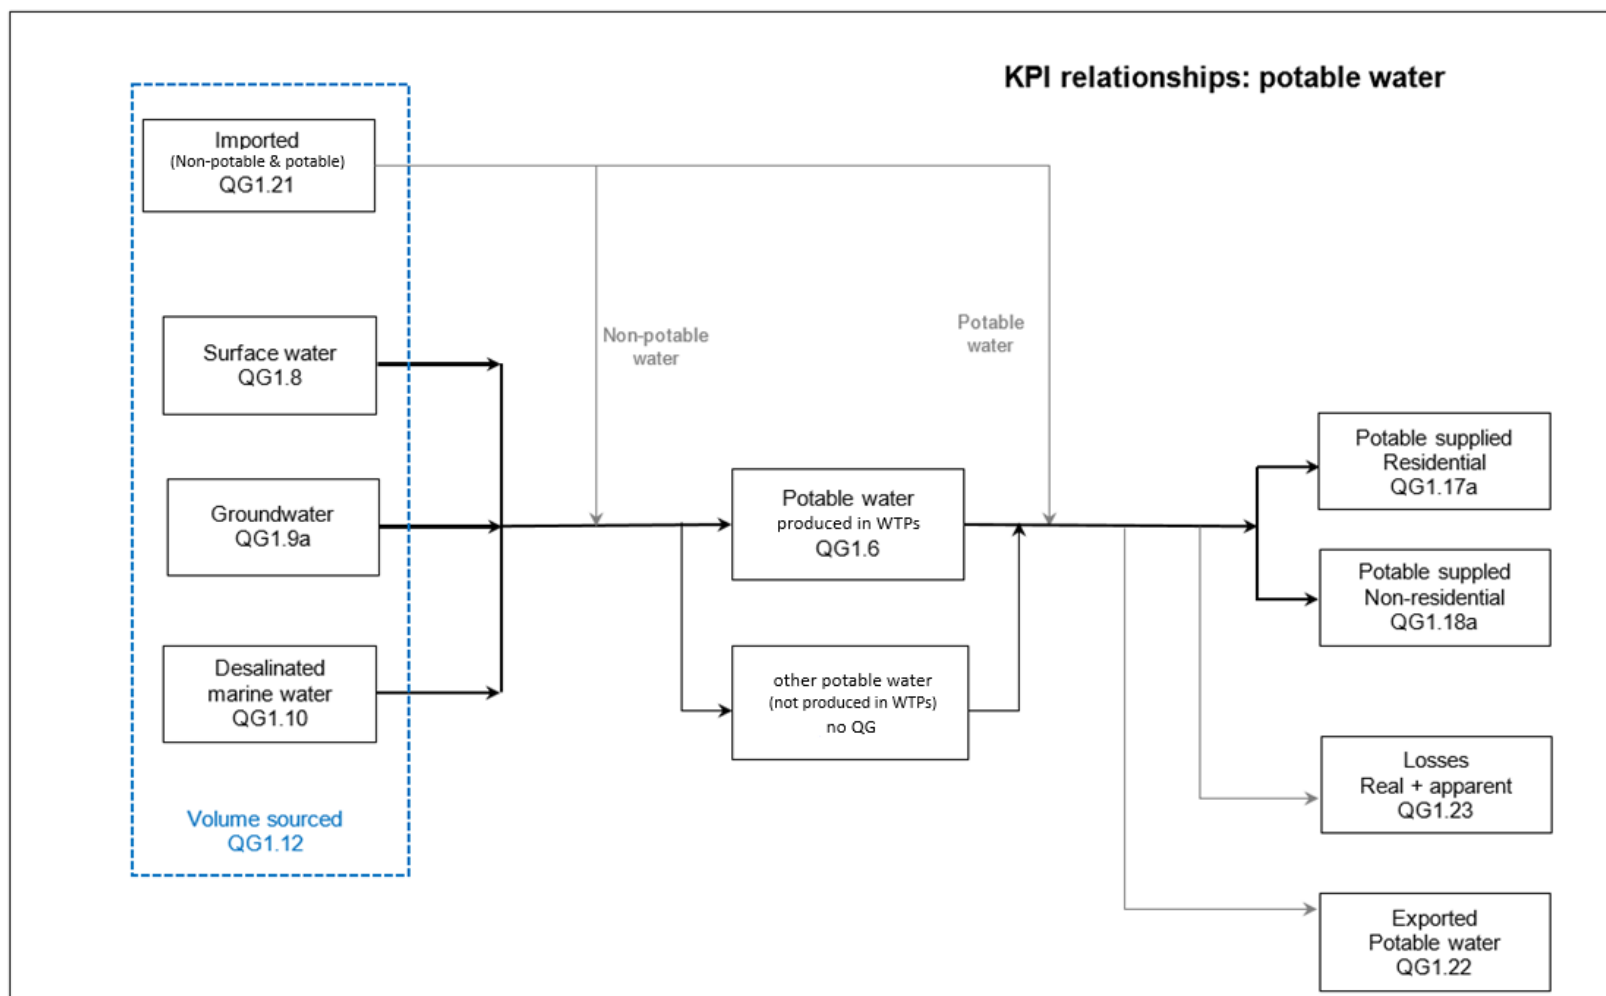 KPI relationships: potable water
Imported
(Non-potable & potable)
QG1.21
Surface water
QG1.8
Groundwater
QG1.9a
Desalinated
marine water
QG1.10
Volume sourced
QG1.12
Non-potable
water
Potable
water
Potable water
produced in WTPs
QG1.6
other potable water
(not produced in WTPs)
no QG
Potable supplied
Residential
QG1.17a
Potable suppled
Non-residential
QG1.18a
Losses
Real + apparent
QG1.23
Exported
Potable water
QG1.22